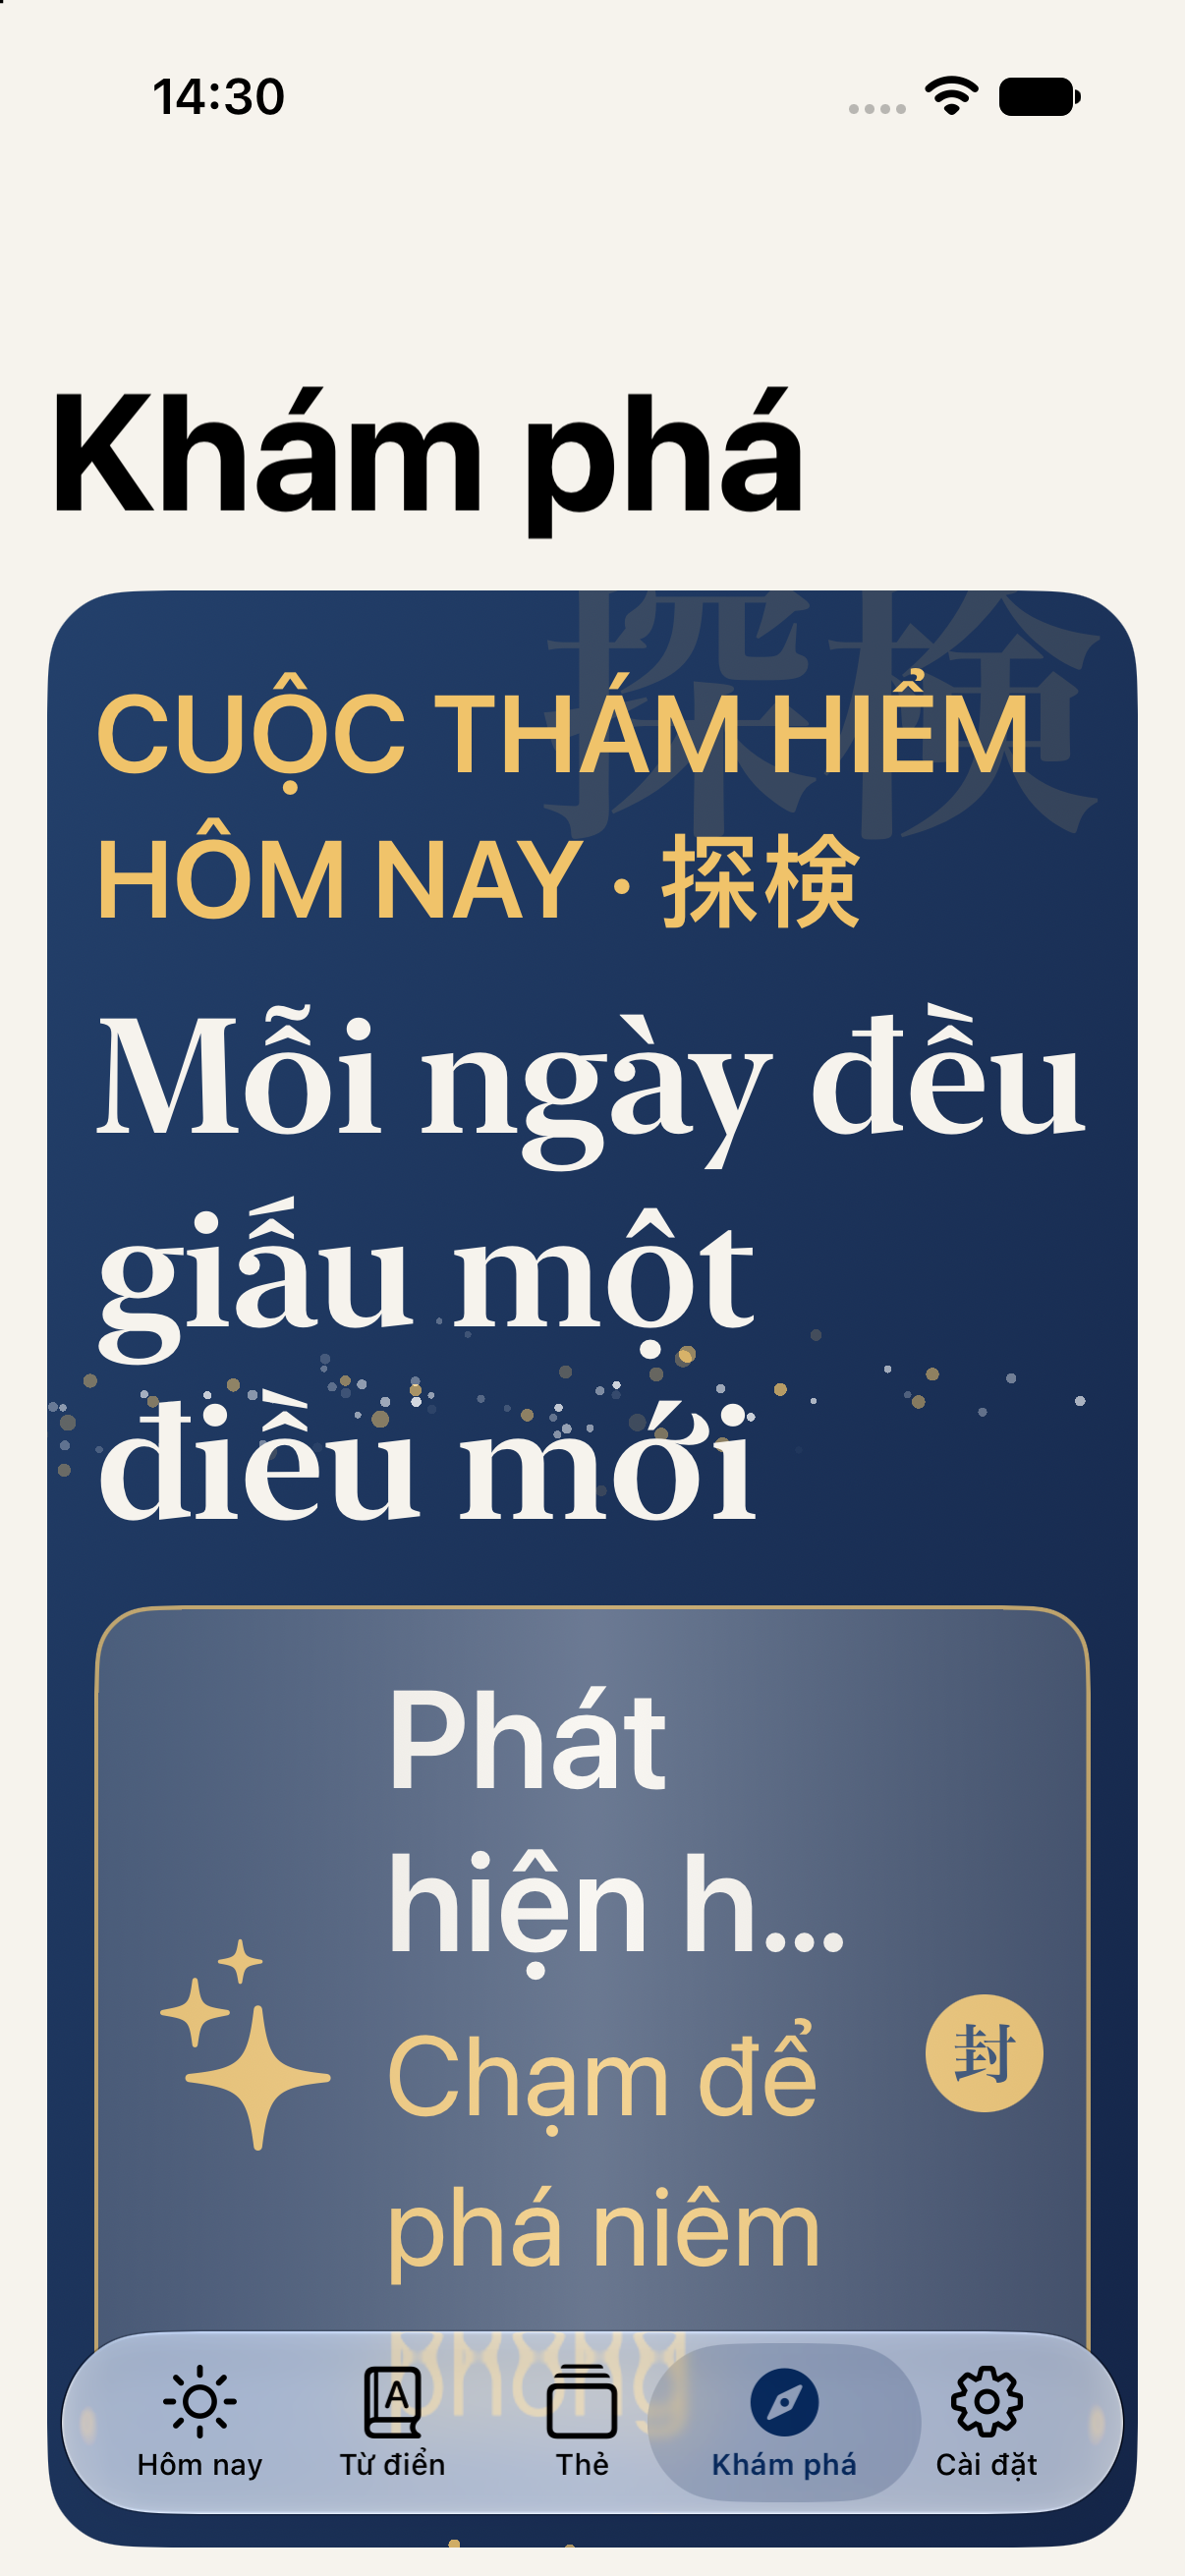 14:30
Khám phá
探検
CUỘC THÁM HIỂM
HÔM NAY · 探検
Mỗi ngày đều
giấu một
điều mới
Phát
hiện h...
Chạm để
phá niêm
phong
封
Hôm nay
Từ điển
Thẻ
Khám phá
Cài đặt